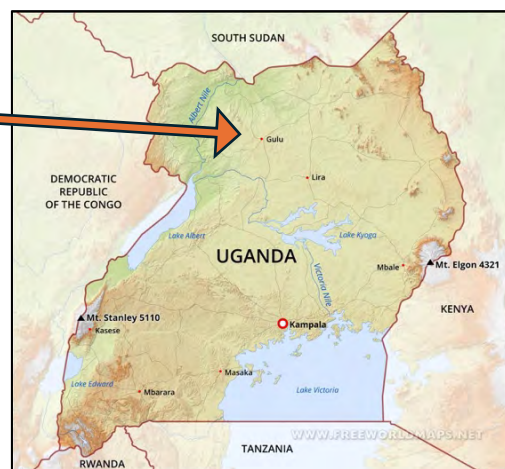 SOUTH SUDAN
Albert Nile
Gulu
DEMOCRATIC
REPUBLIC
OF THE CONGO
Lira
Lake Albert
UGANDA
Lake Kyoga
Victoria Nile
Mbale
Mt. Elgon 4321
KENYA
Mt. Stanley 5110
Kasese
Kampala
Masaka
Lake Edward
Mbarara
Lake Victoria
WWW.FREEWORLDMAPS.NET
TANZANIA
RWANDA